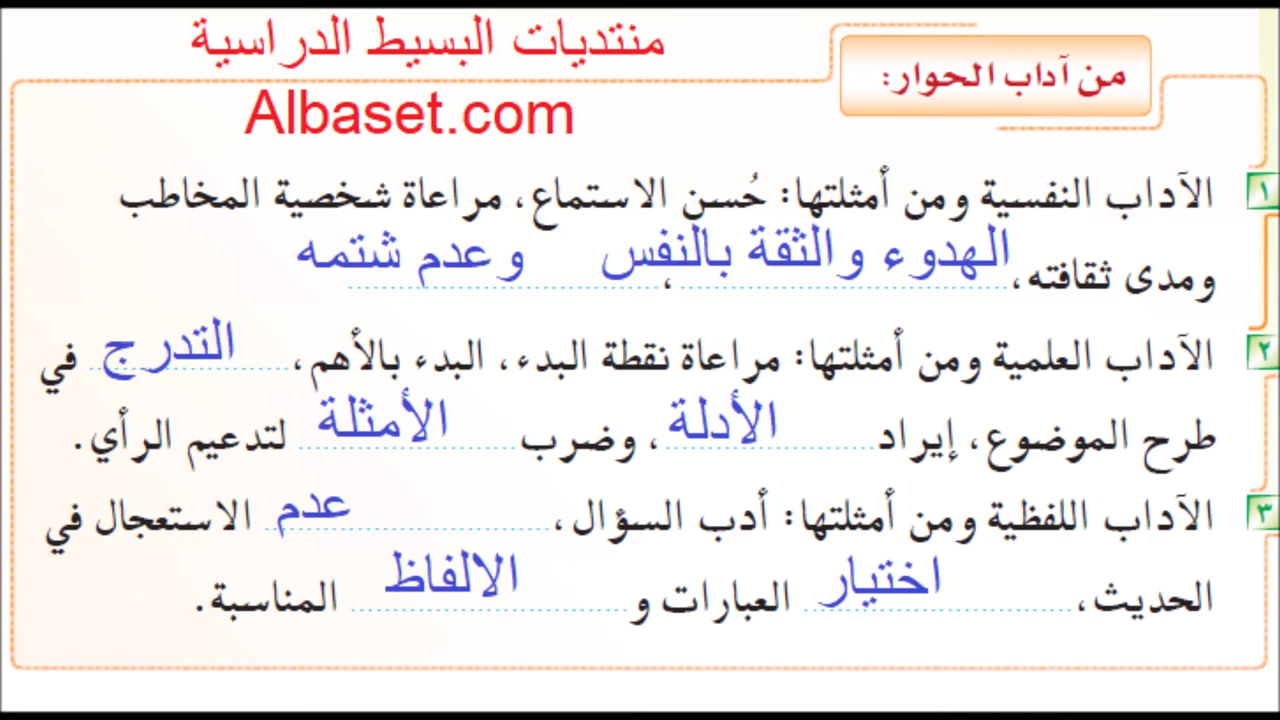 منتديات البسيط الدراسية
Albaset.com
من آداب الحوار:
١ الآداب النفسية ومن أمثلتها: حُسن الاستماع، مراعاة شخصية المخاطب
ومدى ثقافته، الهدوء والثقة بالنفس، وعدم شتمه
٢ الآداب العلمية ومن أمثلتها: مراعاة نقطة البدء، البدء بالأهم، التدرج في
طرح الموضوع، إيراد الأدلة، وضرب الأمثلة لتدعيم الرأي.
٣ الآداب اللفظية ومن أمثلتها: أدب السؤال، عدم الاستعجال في
الحديث، اختيار العبارات و الالفاظ المناسبة.